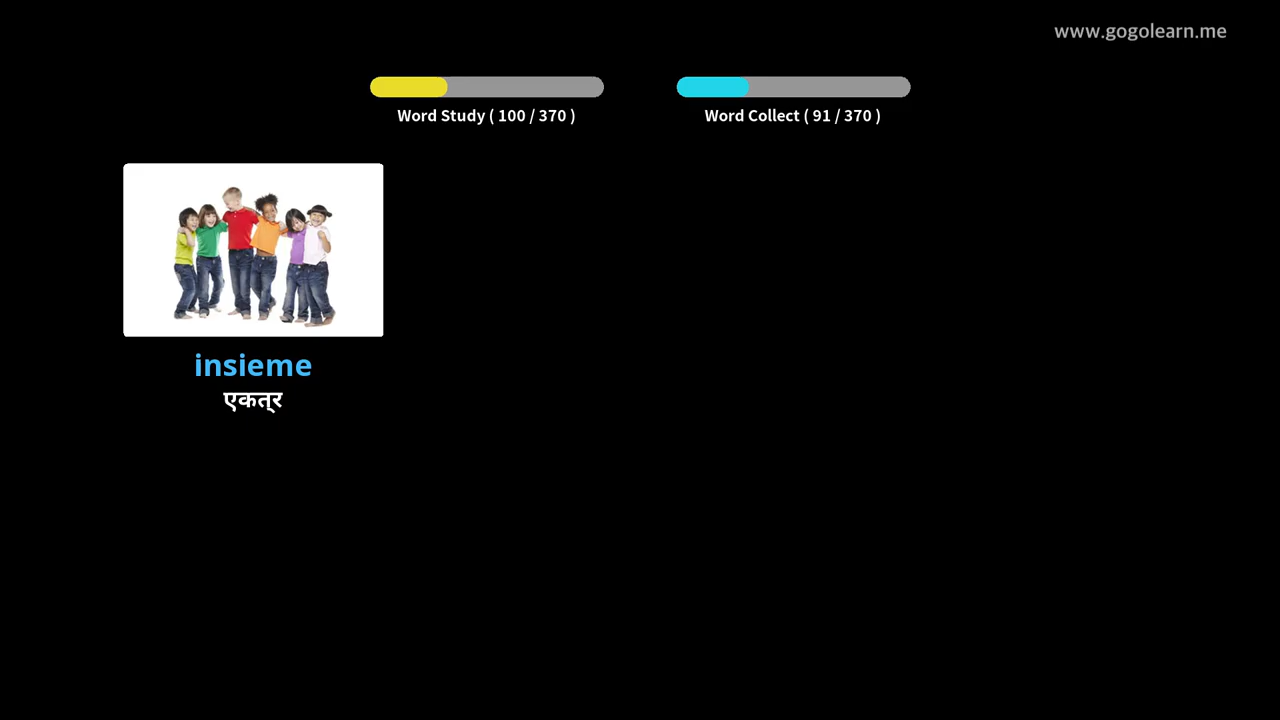 www.gogolearn.me
Word Study ( 100 / 370 )
Word Collect ( 91 / 370 )
insieme
एकत्र